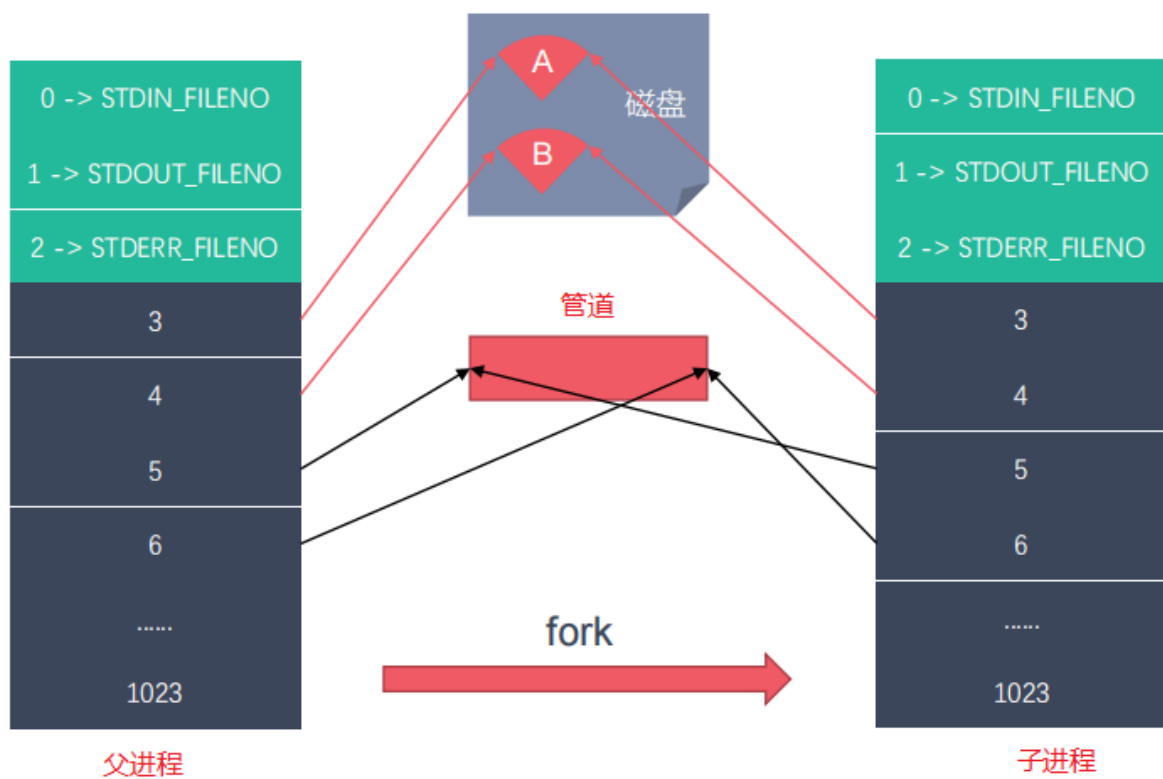 0 -> STDIN_FILENO
1 -> STDOUT_FILENO
2 -> STDERR_FILENO
3
4
5
6
......
1023
父进程
A
B
磁盘
管道
fork
0 -> STDIN_FILENO
1 -> STDOUT_FILENO
2 -> STDERR_FILENO
3
4
5
6
......
1023
子进程